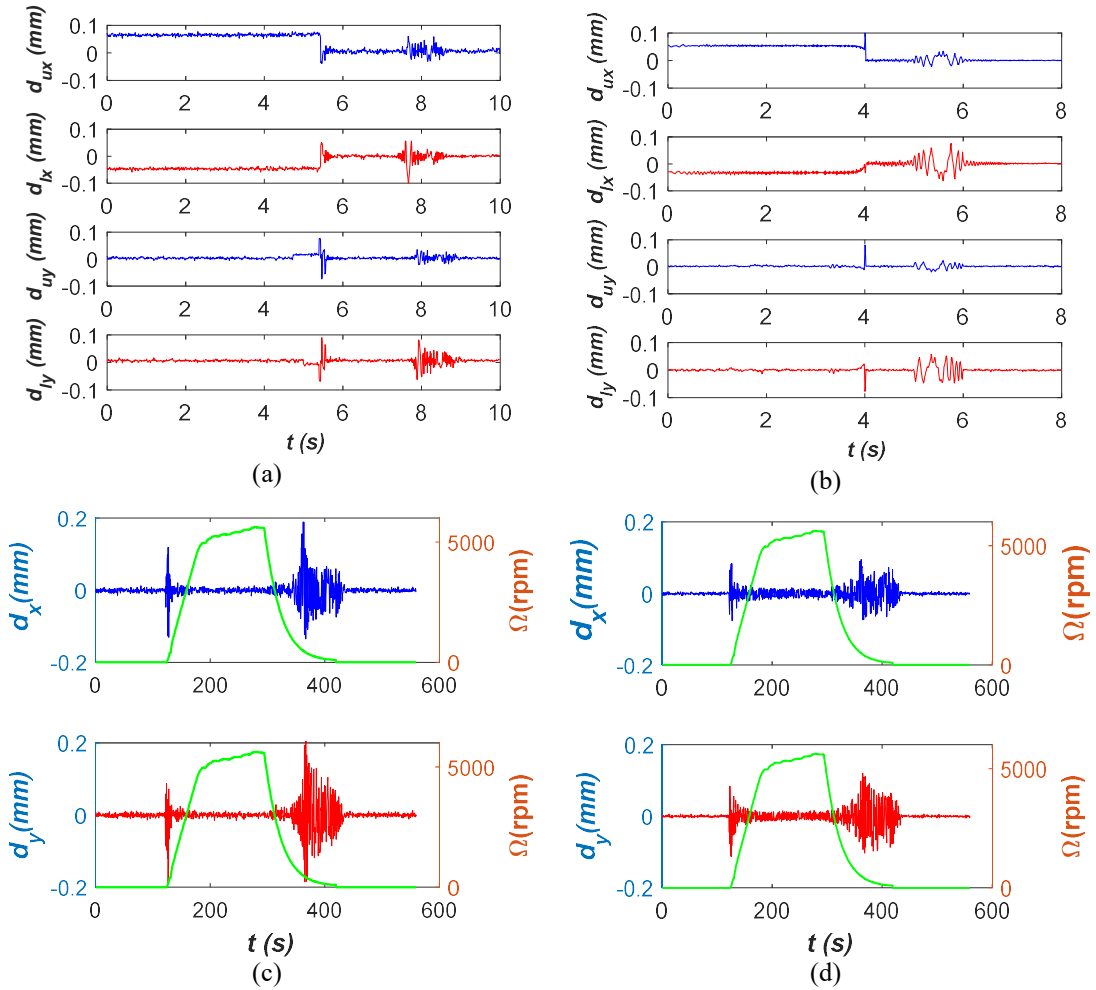 d_ux (mm)
0.1
0
-0.1
0 2 4 6 8 10
d_lx (mm)
0.1
0
-0.1
0 2 4 6 8 10
d_uy (mm)
0.1
0
-0.1
0 2 4 6 8 10
d_ly (mm)
0.1
0
-0.1
0 2 4 6 8 10
t (s)
(a)
d_ux (mm)
0.1
0
-0.1
0 2 4 6 8
d_lx (mm)
0.1
0
-0.1
0 2 4 6 8
d_uy (mm)
0.1
0
-0.1
0 2 4 6 8
d_ly (mm)
0.1
0
-0.1
0 2 4 6 8
t (s)
(b)
d_x(mm)
0.2
0
-0.2
5000
0
Ω(rpm)
0 200 400 600
d_y(mm)
0.2
0
-0.2
5000
0
Ω(rpm)
0 200 400 600
t (s)
(c)
d_x(mm)
0.2
0
-0.2
5000
0
Ω(rpm)
0 200 400 600
d_y(mm)
0.2
0
-0.2
5000
0
Ω(rpm)
0 200 400 600
t (s)
(d)